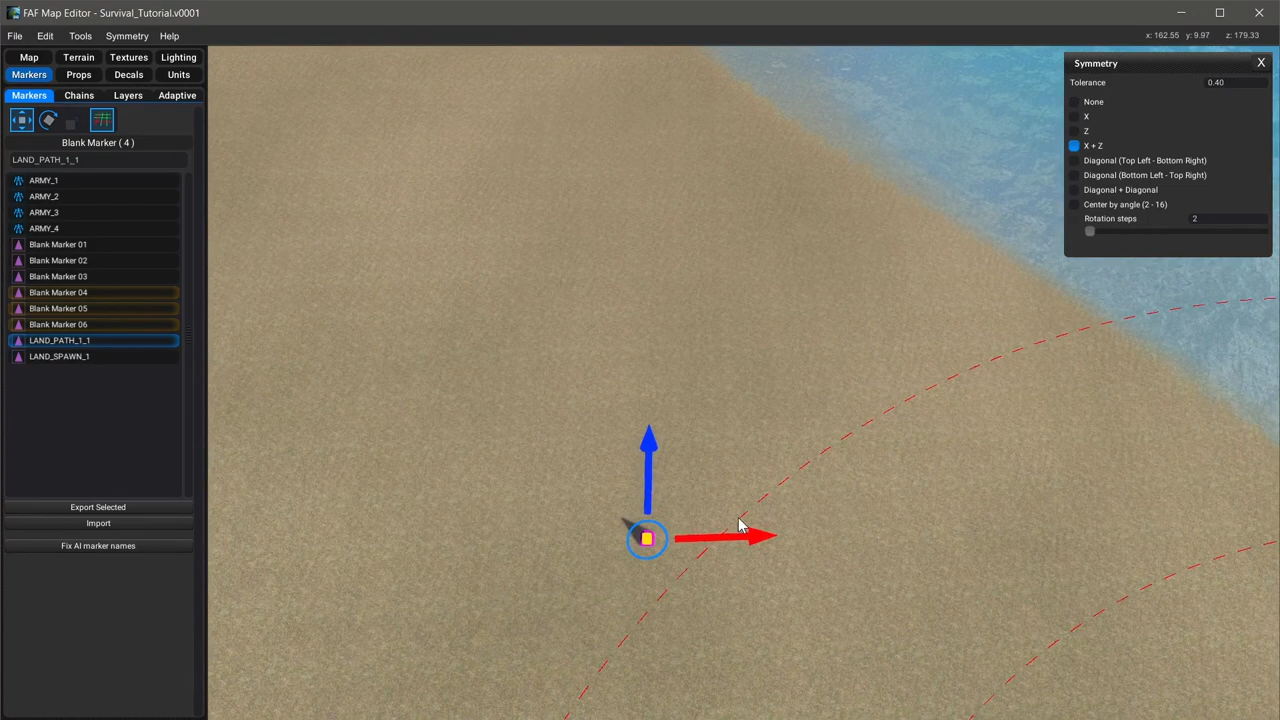 FAF Map Editor - Survival_Tutorial.v0001
File Edit Tools Symmetry Help
x: 162.55 y: 9.97 z: 179.33
Map Terrain Textures Lighting
Markers Props Decals Units
Markers Chains Layers Adaptive
Blank Marker ( 4 )
LAND_PATH_1_1
ARMY_1
ARMY_2
ARMY_3
ARMY_4
Blank Marker 01
Blank Marker 02
Blank Marker 03
Blank Marker 04
Blank Marker 05
Blank Marker 06
LAND_PATH_1_1
LAND_SPAWN_1
Export Selected
Import
Fix AI marker names
Symmetry X
Tolerance 0.40
None
X
Z
X + Z
Diagonal (Top Left - Bottom Right)
Diagonal (Bottom Left - Top Right)
Diagonal + Diagonal
Center by angle (2 - 16)
Rotation steps 2